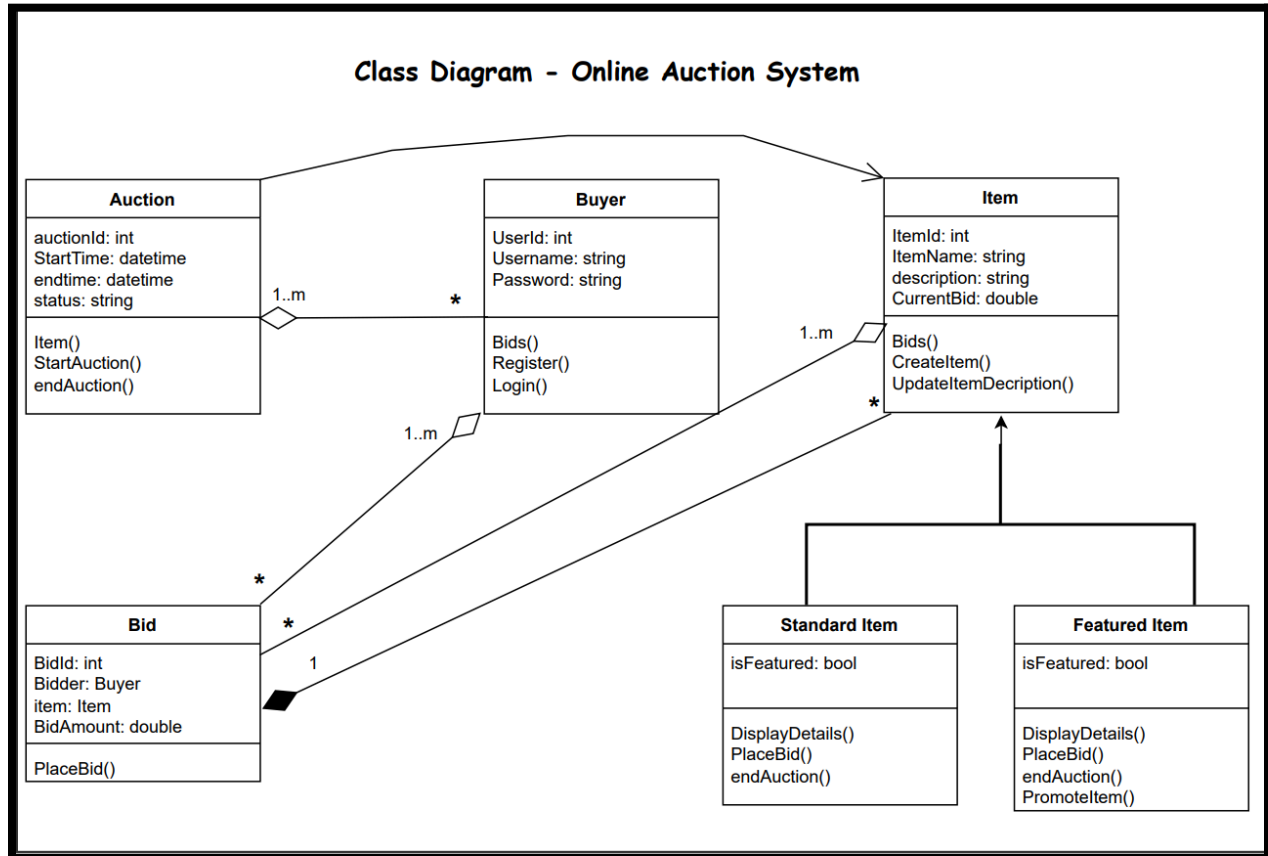 Class Diagram - Online Auction System
Auction
auctionId: int
StartTime: datetime
endtime: datetime
status: string
Item()
StartAuction()
endAuction()
1..m
*
Buyer
UserId: int
Username: string
Password: string
Bids()
Register()
Login()
1..m
*
Item
ItemId: int
ItemName: string
description: string
CurrentBid: double
Bids()
CreateItem()
UpdateItemDecription()
1..m
*
*
1
Bid
BidId: int
Bidder: Buyer
item: Item
BidAmount: double
PlaceBid()
Standard Item
isFeatured: bool
DisplayDetails()
PlaceBid()
endAuction()
Featured Item
isFeatured: bool
DisplayDetails()
PlaceBid()
endAuction()
PromoteItem()